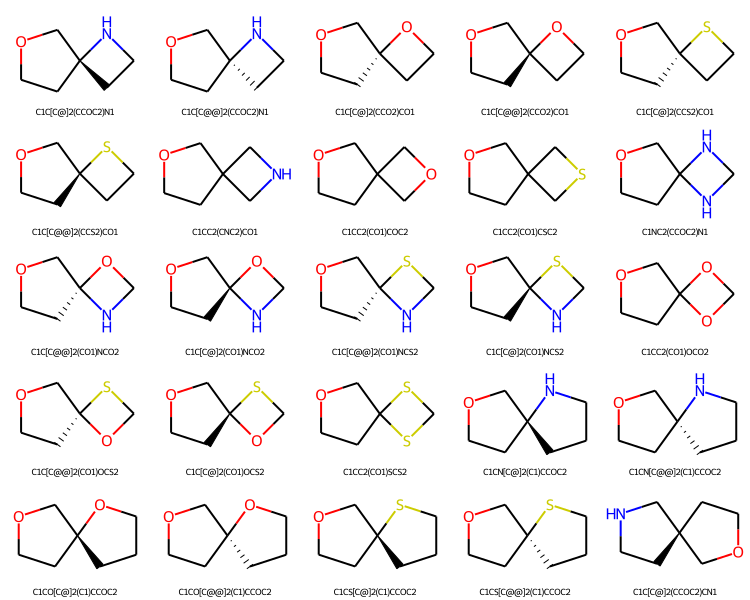 H H
O N O N O O O O O S
C1C[C@]2(CCOC2)N1 C1C[C@@]2(CCOC2)N1 C1C[C@]2(CCO2)CO1 C1C[C@@]2(CCO2)CO1 C1C[C@]2(CCS2)CO1
H
O S O O O O N
NH O S
N
H
C1C[C@@]2(CCS2)CO1 C1CC2(CNC2)CO1 C1CC2(CO1)COC2 C1CC2(CO1)CSC2 C1NC2(CCOC2)N1
O O O O O S O S O O
N N N N O
H H H H
C1C[C@@]2(CO1)NCO2 C1C[C@]2(CO1)NCO2 C1C[C@@]2(CO1)NCS2 C1C[C@]2(CO1)NCS2 C1CC2(CO1)OCO2
H H
O S O S O S O N O N
O O S
C1C[C@@]2(CO1)OCS2 C1C[C@]2(CO1)OCS2 C1CC2(CO1)SCS2 C1CN[C@]2(C1)CCOC2 C1CN[C@@]2(C1)CCOC2
O O O O O S O S HN
O
C1CO[C@]2(C1)CCOC2 C1CO[C@@]2(C1)CCOC2 C1CS[C@]2(C1)CCOC2 C1CS[C@@]2(C1)CCOC2 C1C[C@]2(CCOC2)CN1